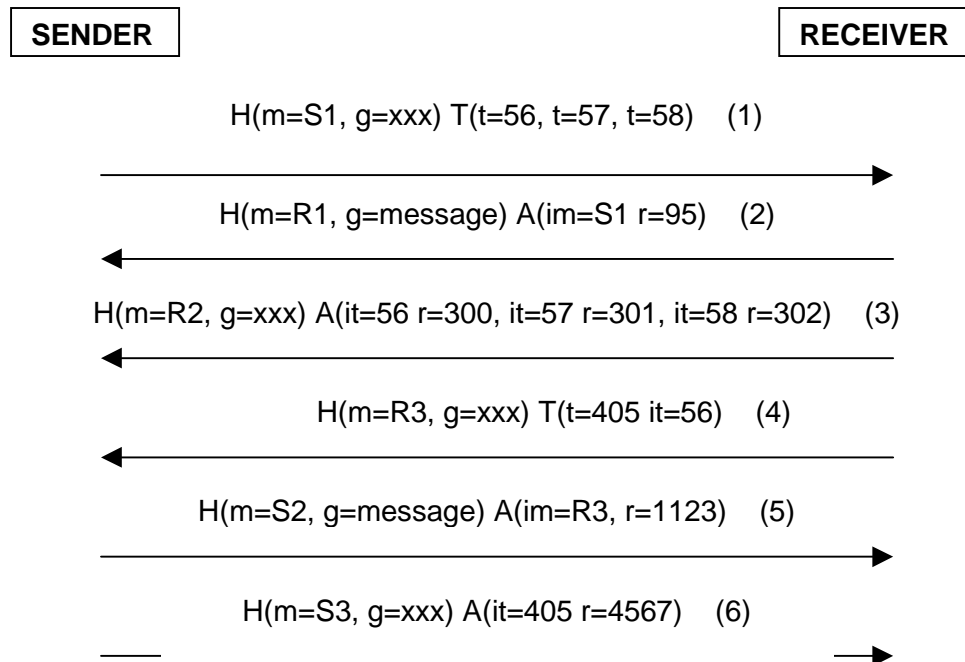 SENDER
RECEIVER
H(m=S1, g=xxx) T(t=56, t=57, t=58) (1)
H(m=R1, g=message) A(im=S1 r=95) (2)
H(m=R2, g=xxx) A(it=56 r=300, it=57 r=301, it=58 r=302) (3)
H(m=R3, g=xxx) T(t=405 it=56) (4)
H(m=S2, g=message) A(im=R3, r=1123) (5)
H(m=S3, g=xxx) A(it=405 r=4567) (6)